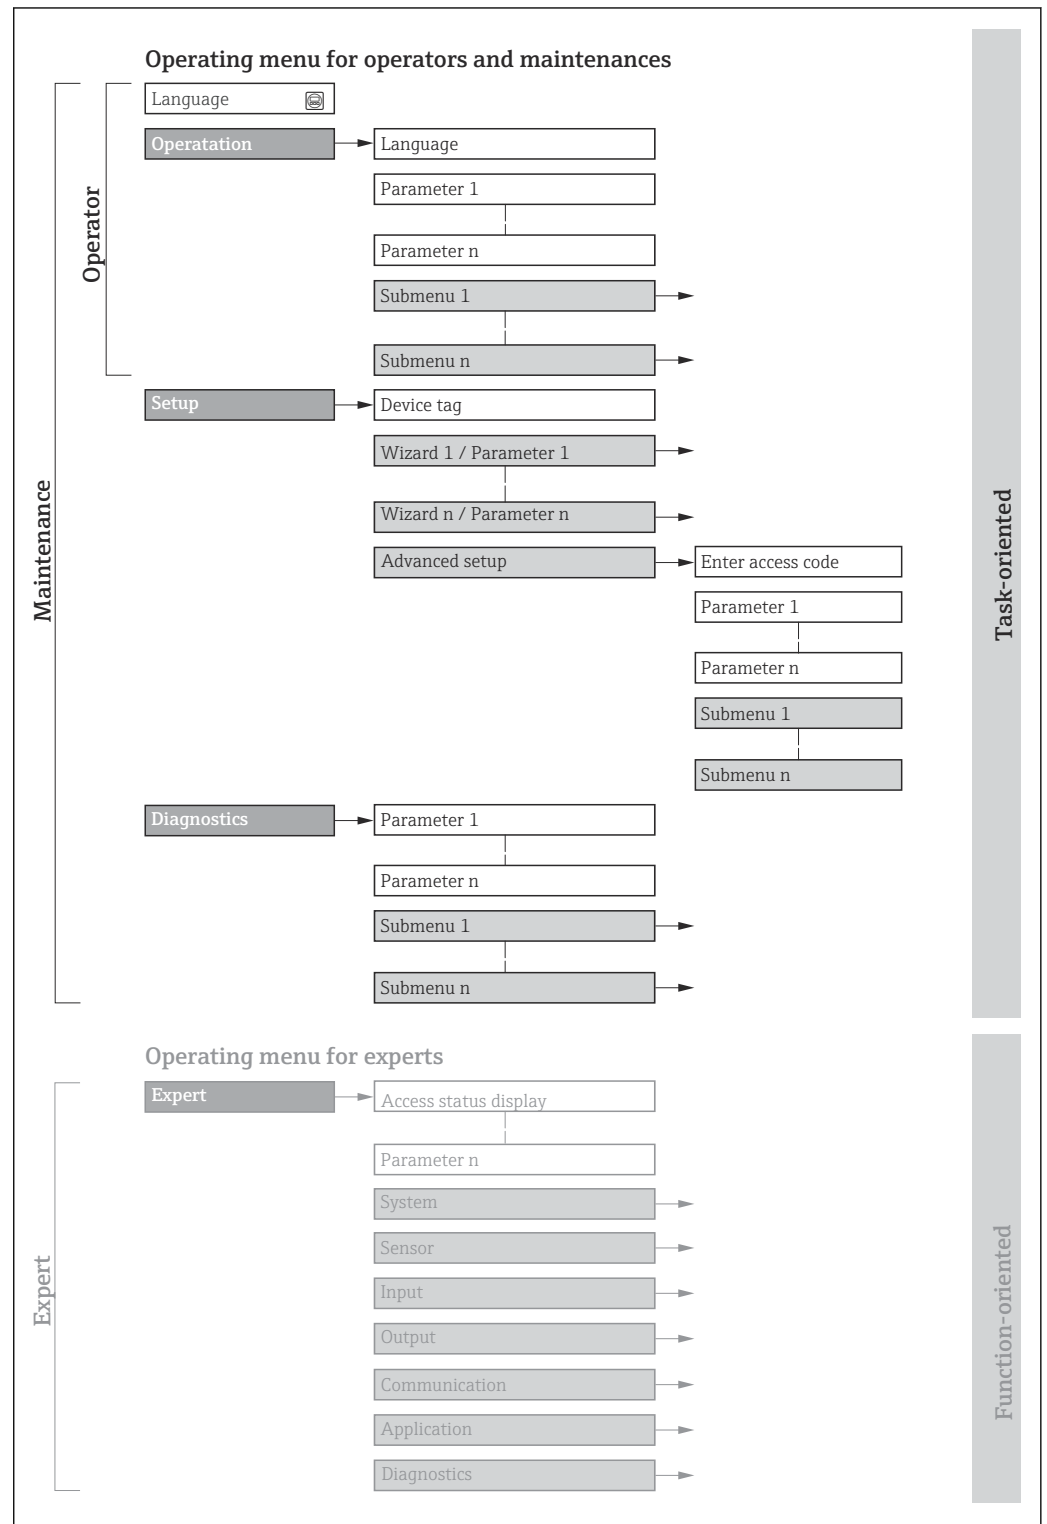 Operating menu for operators and maintenances
Language
Operatation
Language
Parameter 1
Parameter n
Submenu 1
Submenu n
Operator
Setup
Device tag
Wizard 1 / Parameter 1
Wizard n / Parameter n
Advanced setup
Enter access code
Parameter 1
Parameter n
Submenu 1
Submenu n
Diagnostics
Parameter 1
Parameter n
Submenu 1
Submenu n
Maintenance
Task-oriented
Operating menu for experts
Expert
Access status display
Parameter n
System
Sensor
Input
Output
Communication
Application
Diagnostics
Expert
Function-oriented